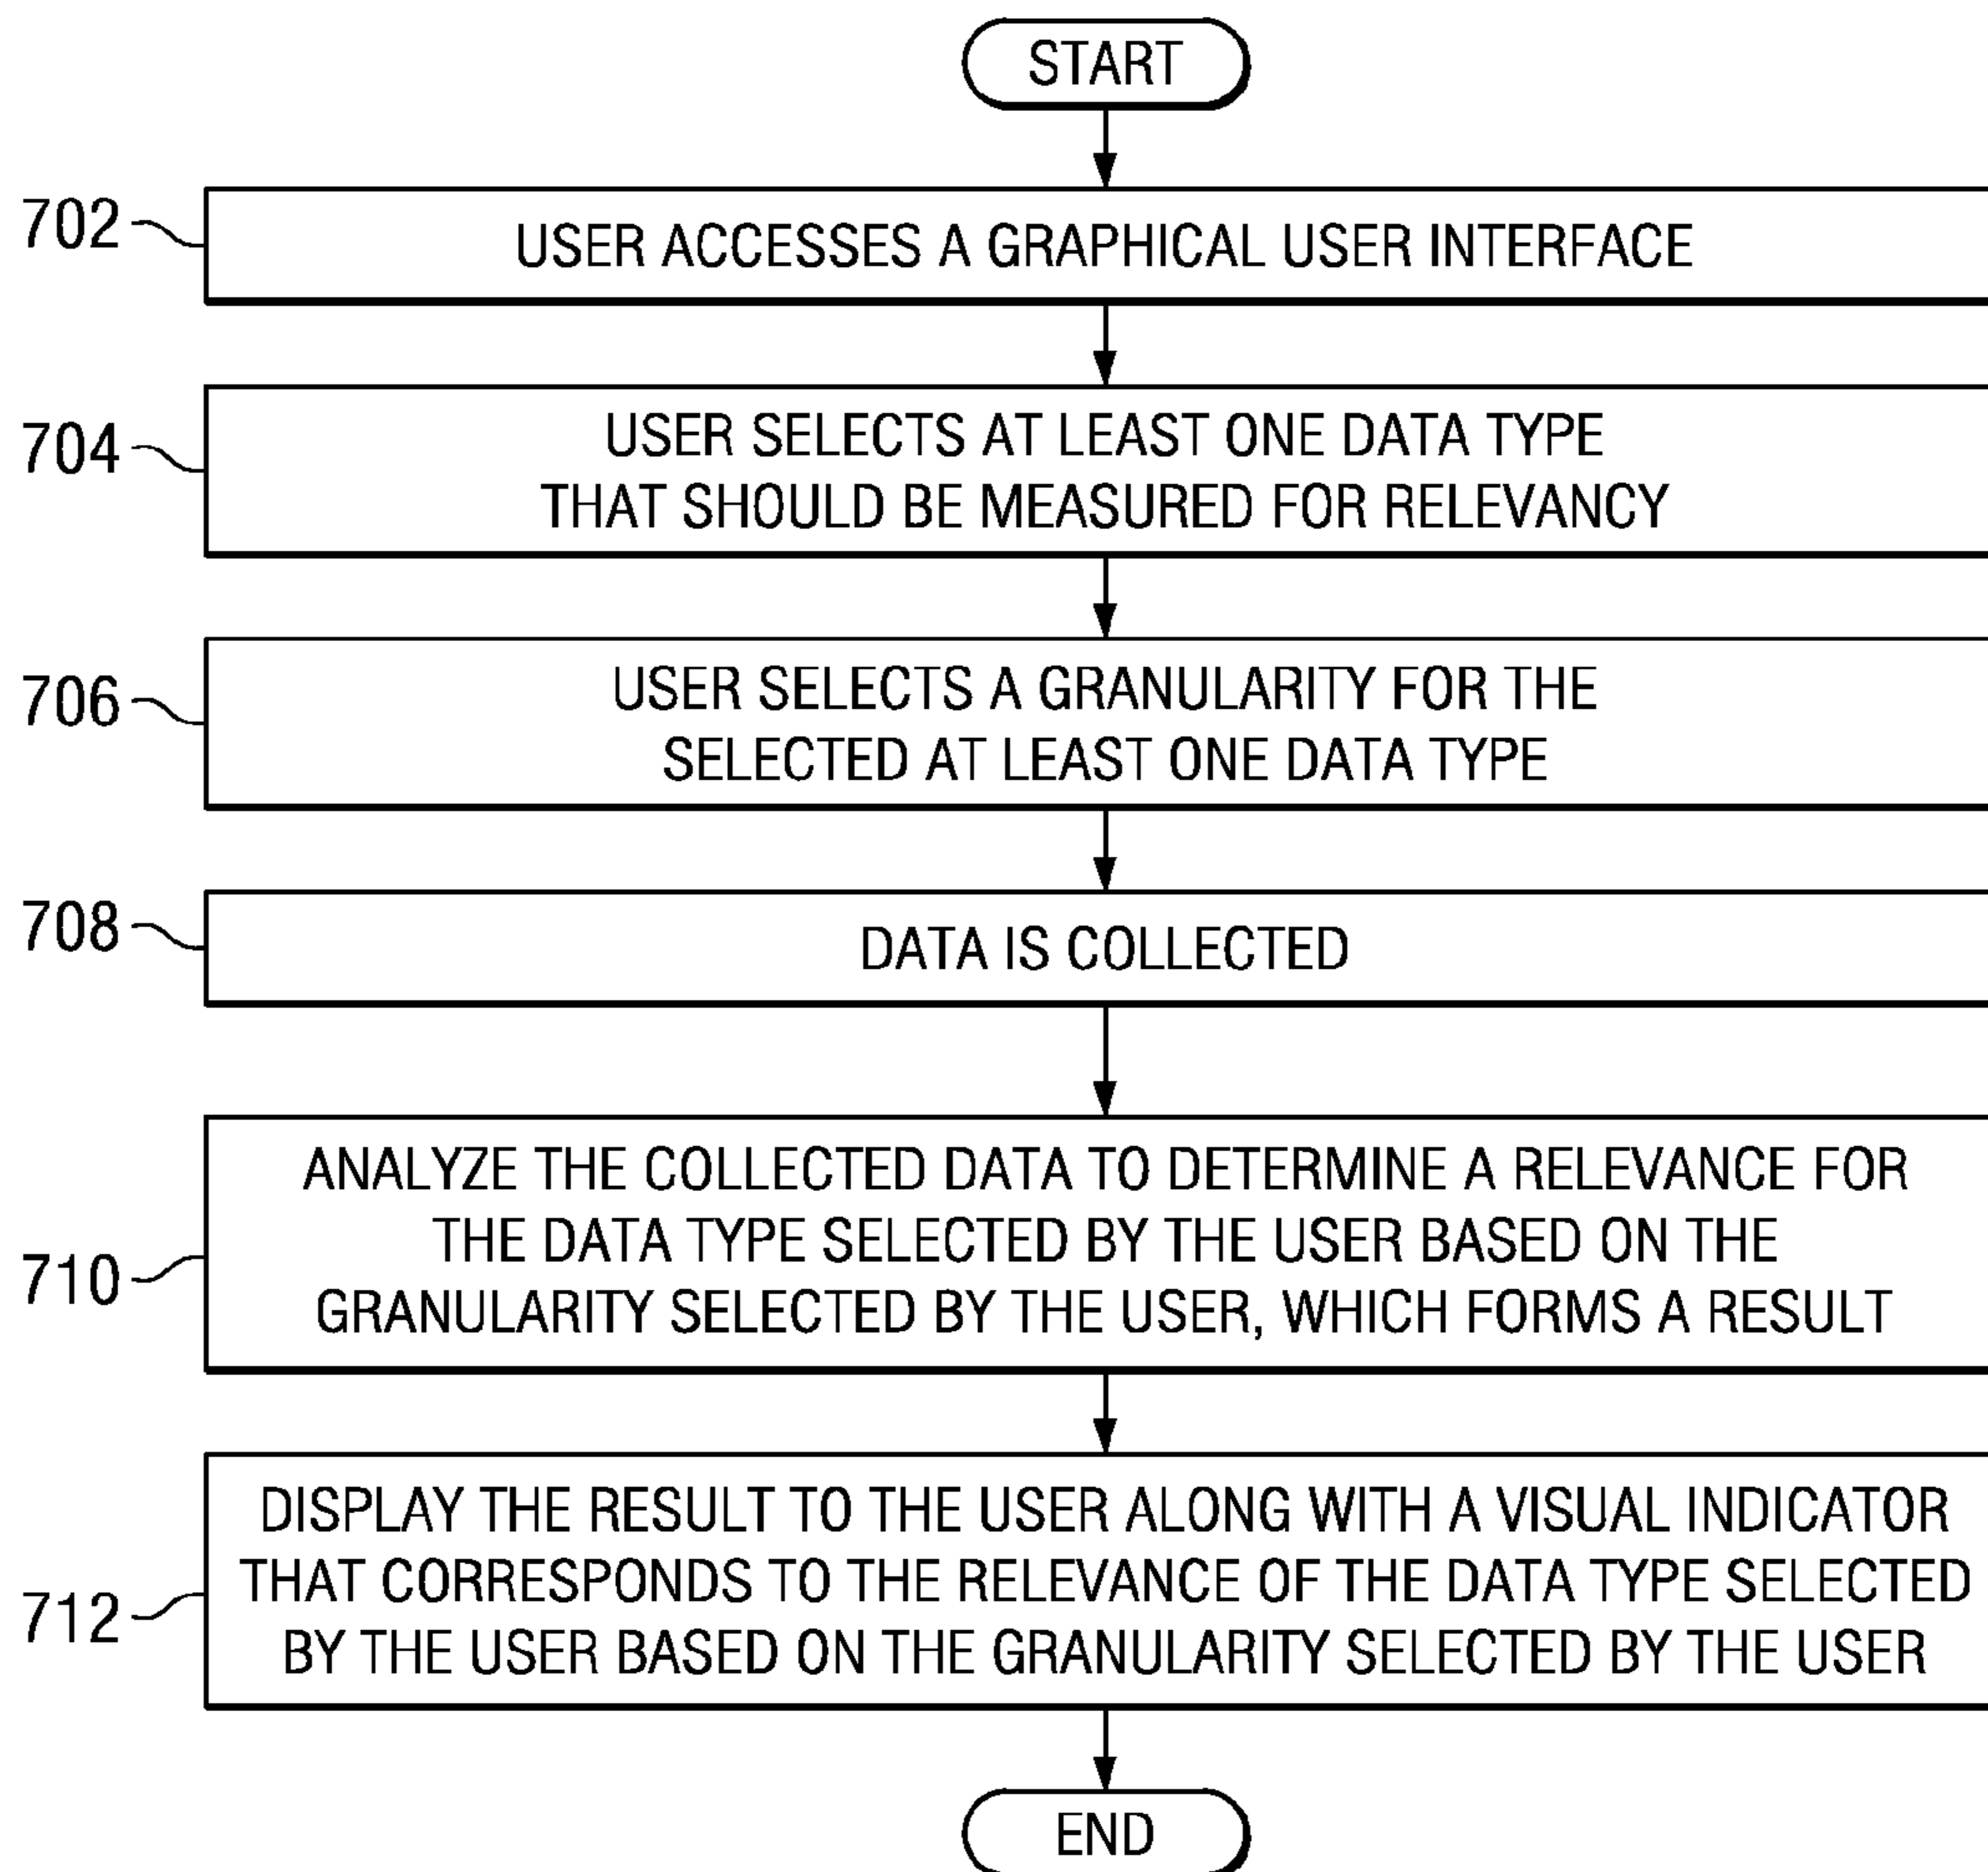 START
702
USER ACCESSES A GRAPHICAL USER INTERFACE
704
USER SELECTS AT LEAST ONE DATA TYPE
THAT SHOULD BE MEASURED FOR RELEVANCY
706
USER SELECTS A GRANULARITY FOR THE
SELECTED AT LEAST ONE DATA TYPE
708
DATA IS COLLECTED
710
ANALYZE THE COLLECTED DATA TO DETERMINE A RELEVANCE FOR
THE DATA TYPE SELECTED BY THE USER BASED ON THE
GRANULARITY SELECTED BY THE USER, WHICH FORMS A RESULT
712
DISPLAY THE RESULT TO THE USER ALONG WITH A VISUAL INDICATOR
THAT CORRESPONDS TO THE RELEVANCE OF THE DATA TYPE SELECTED
BY THE USER BASED ON THE GRANULARITY SELECTED BY THE USER
END